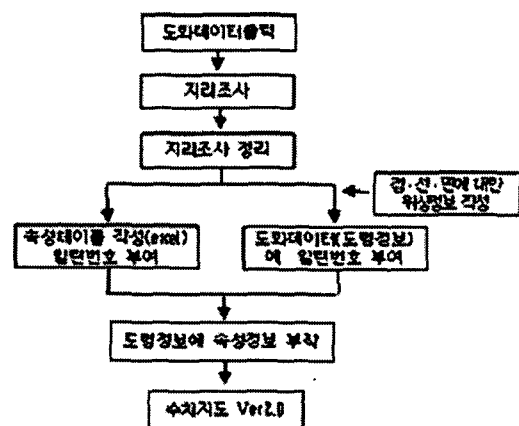 도화데이터출력
지리조사
지리조사 정리
점·선·면에 대한
위상정보 작성
속성테이블 작성(exel)
일련번호 부여
도화데이터(도형정보)
에 일련번호 부여
도형정보에 속성정보 부착
수치지도 Ver2.0